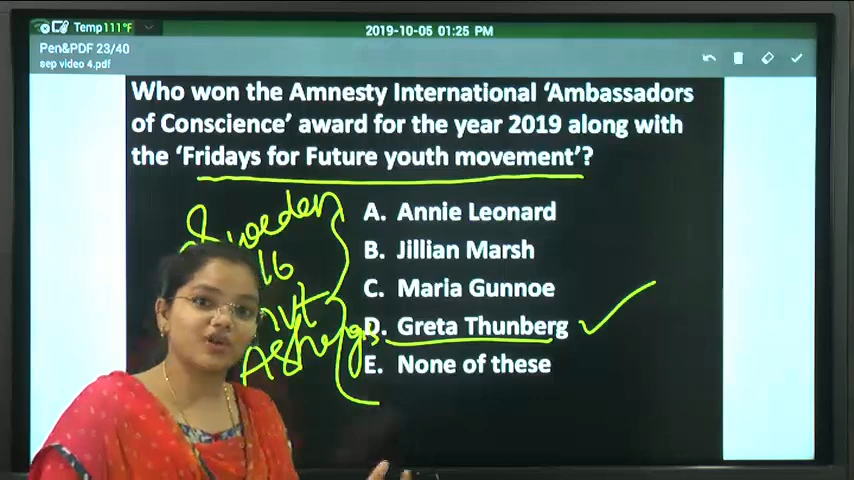 Temp 111°F
2019-10-05 01:25 PM
Pen&PDF 23/40
sep video 4.pdf
Who won the Amnesty International ‘Ambassadors
of Conscience’ award for the year 2019 along with
the ‘Fridays for Future youth movement’?
Sweden
16
A. Annie Leonard
B. Jillian Marsh
C. Maria Gunnoe
D. Greta Thunberg
E. None of these